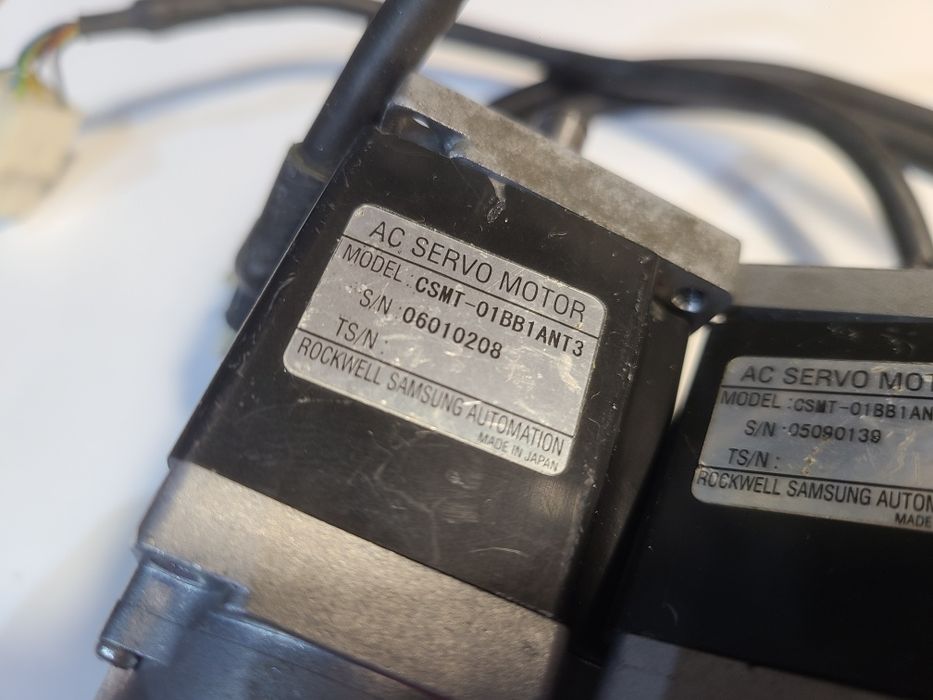 AC SERVO MOTOR
MODEL : CSMT-01BB1ANT3
S/N : 06010208
TS/N :
ROCKWELL SAMSUNG AUTOMATION
MADE IN JAPAN
AC SERVO MOT
MODEL : CSMT-01BB1AN
S/N : 05090139
TS/N :
ROCKWELL SAMSUNG AUTOM
MADE